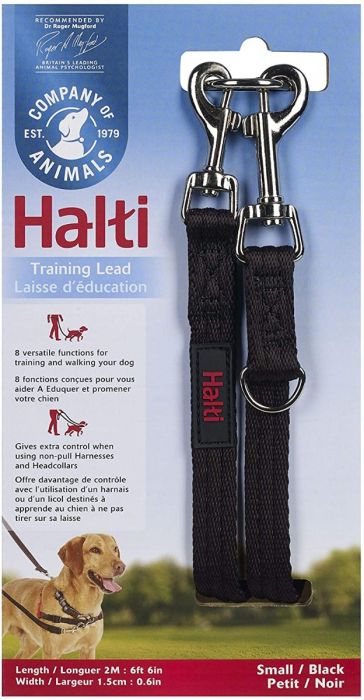 RECOMMENDED BY
Dr Roger Mugford
Roger A. Mugford
BRITAIN'S LEADING
ANIMAL PSYCHOLOGIST
COMPANY OF
EST. 1979
ANIMALS
Halti
Training Lead
Laisse d'éducation
8 versatile functions for
training and walking your dog
8 fonctions conçues pour vous
aider A Eduquer et promener
votre chien
Gives extra control when
using non-pull Harnesses
and Headcollars
Offre davantage de contrôle
avec l'utilisation d'un harnais
ou d'un licol destinés à
apprende au chien à ne pas
tirer sur sa laisse
Halti
Length / Longuer 2M : 6ft 6in
Width / Largeur 1.5cm : 0.6in
Small / Black
Petit / Noir